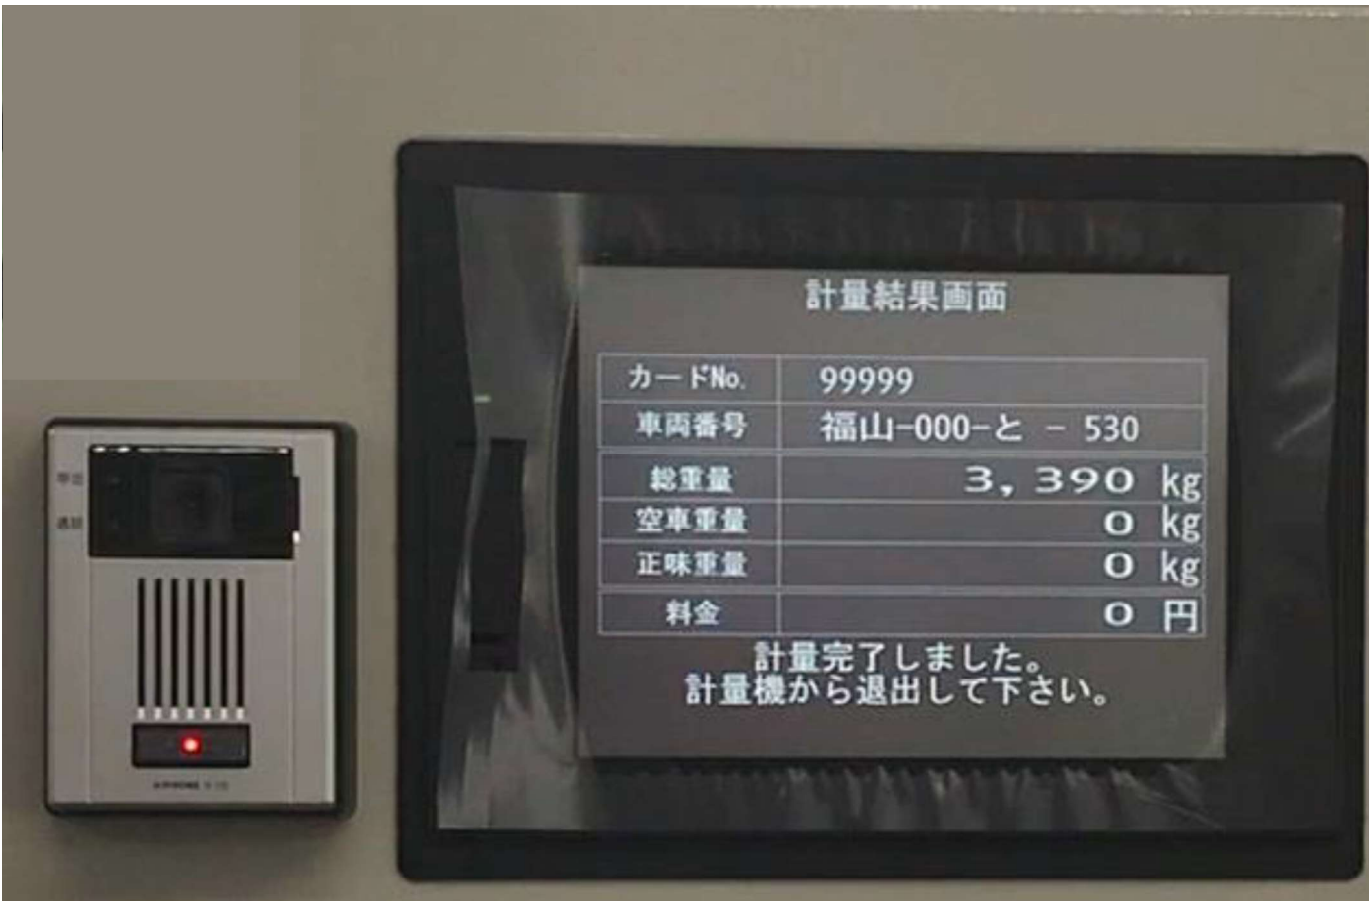 計量結果画面
カードNo. 99999
車両番号 福山-000-と - 530
総重量 3,390 kg
空車重量 0 kg
正味重量 0 kg
料金 0 円
計量完了しました。
計量機から退出して下さい。